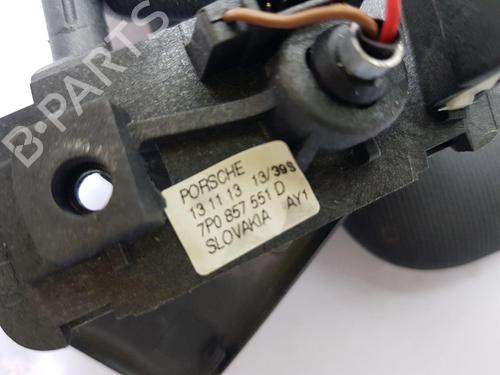 B-PARTS
PORSCHE
13 11 13 13/39S
7P0 857 551 D
SLOVAKIA AY1